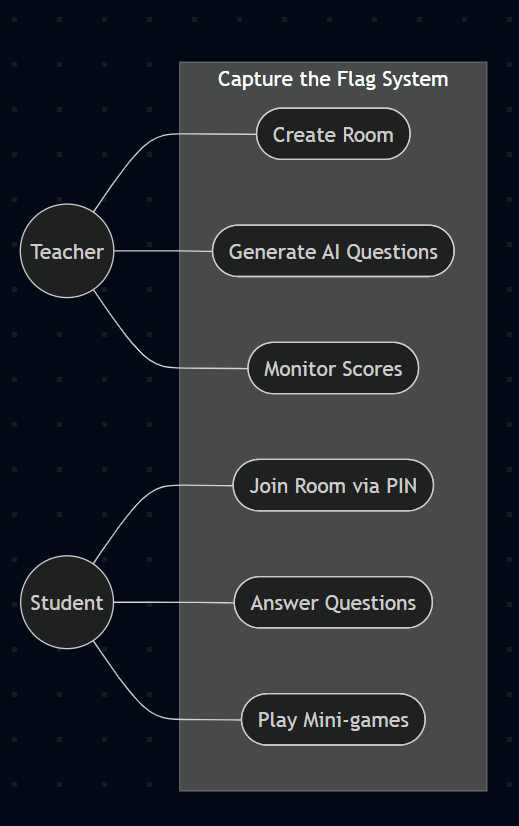 Capture the Flag System
Create Room
Teacher
Generate AI Questions
Monitor Scores
Join Room via PIN
Student
Answer Questions
Play Mini-games